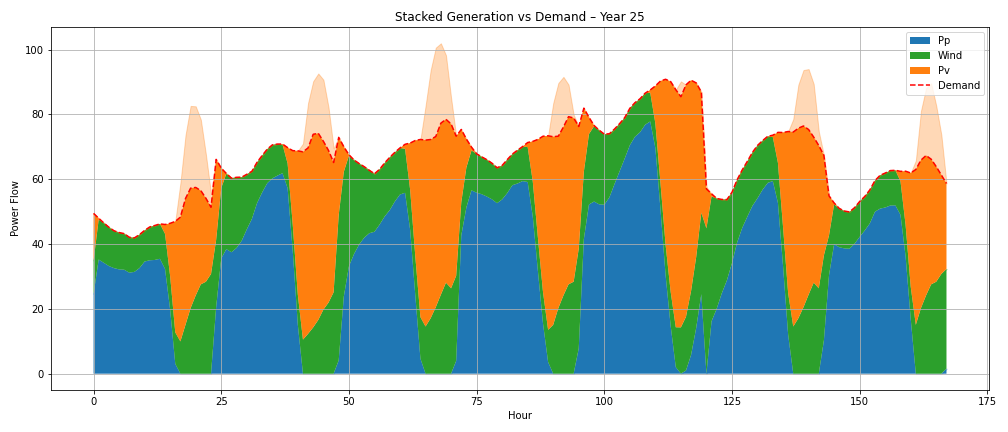 Stacked Generation vs Demand – Year 25
Power Flow
100
80
60
40
20
0
0 25 50 75 100 125 150 175
Hour
Pp
Wind
Pv
Demand